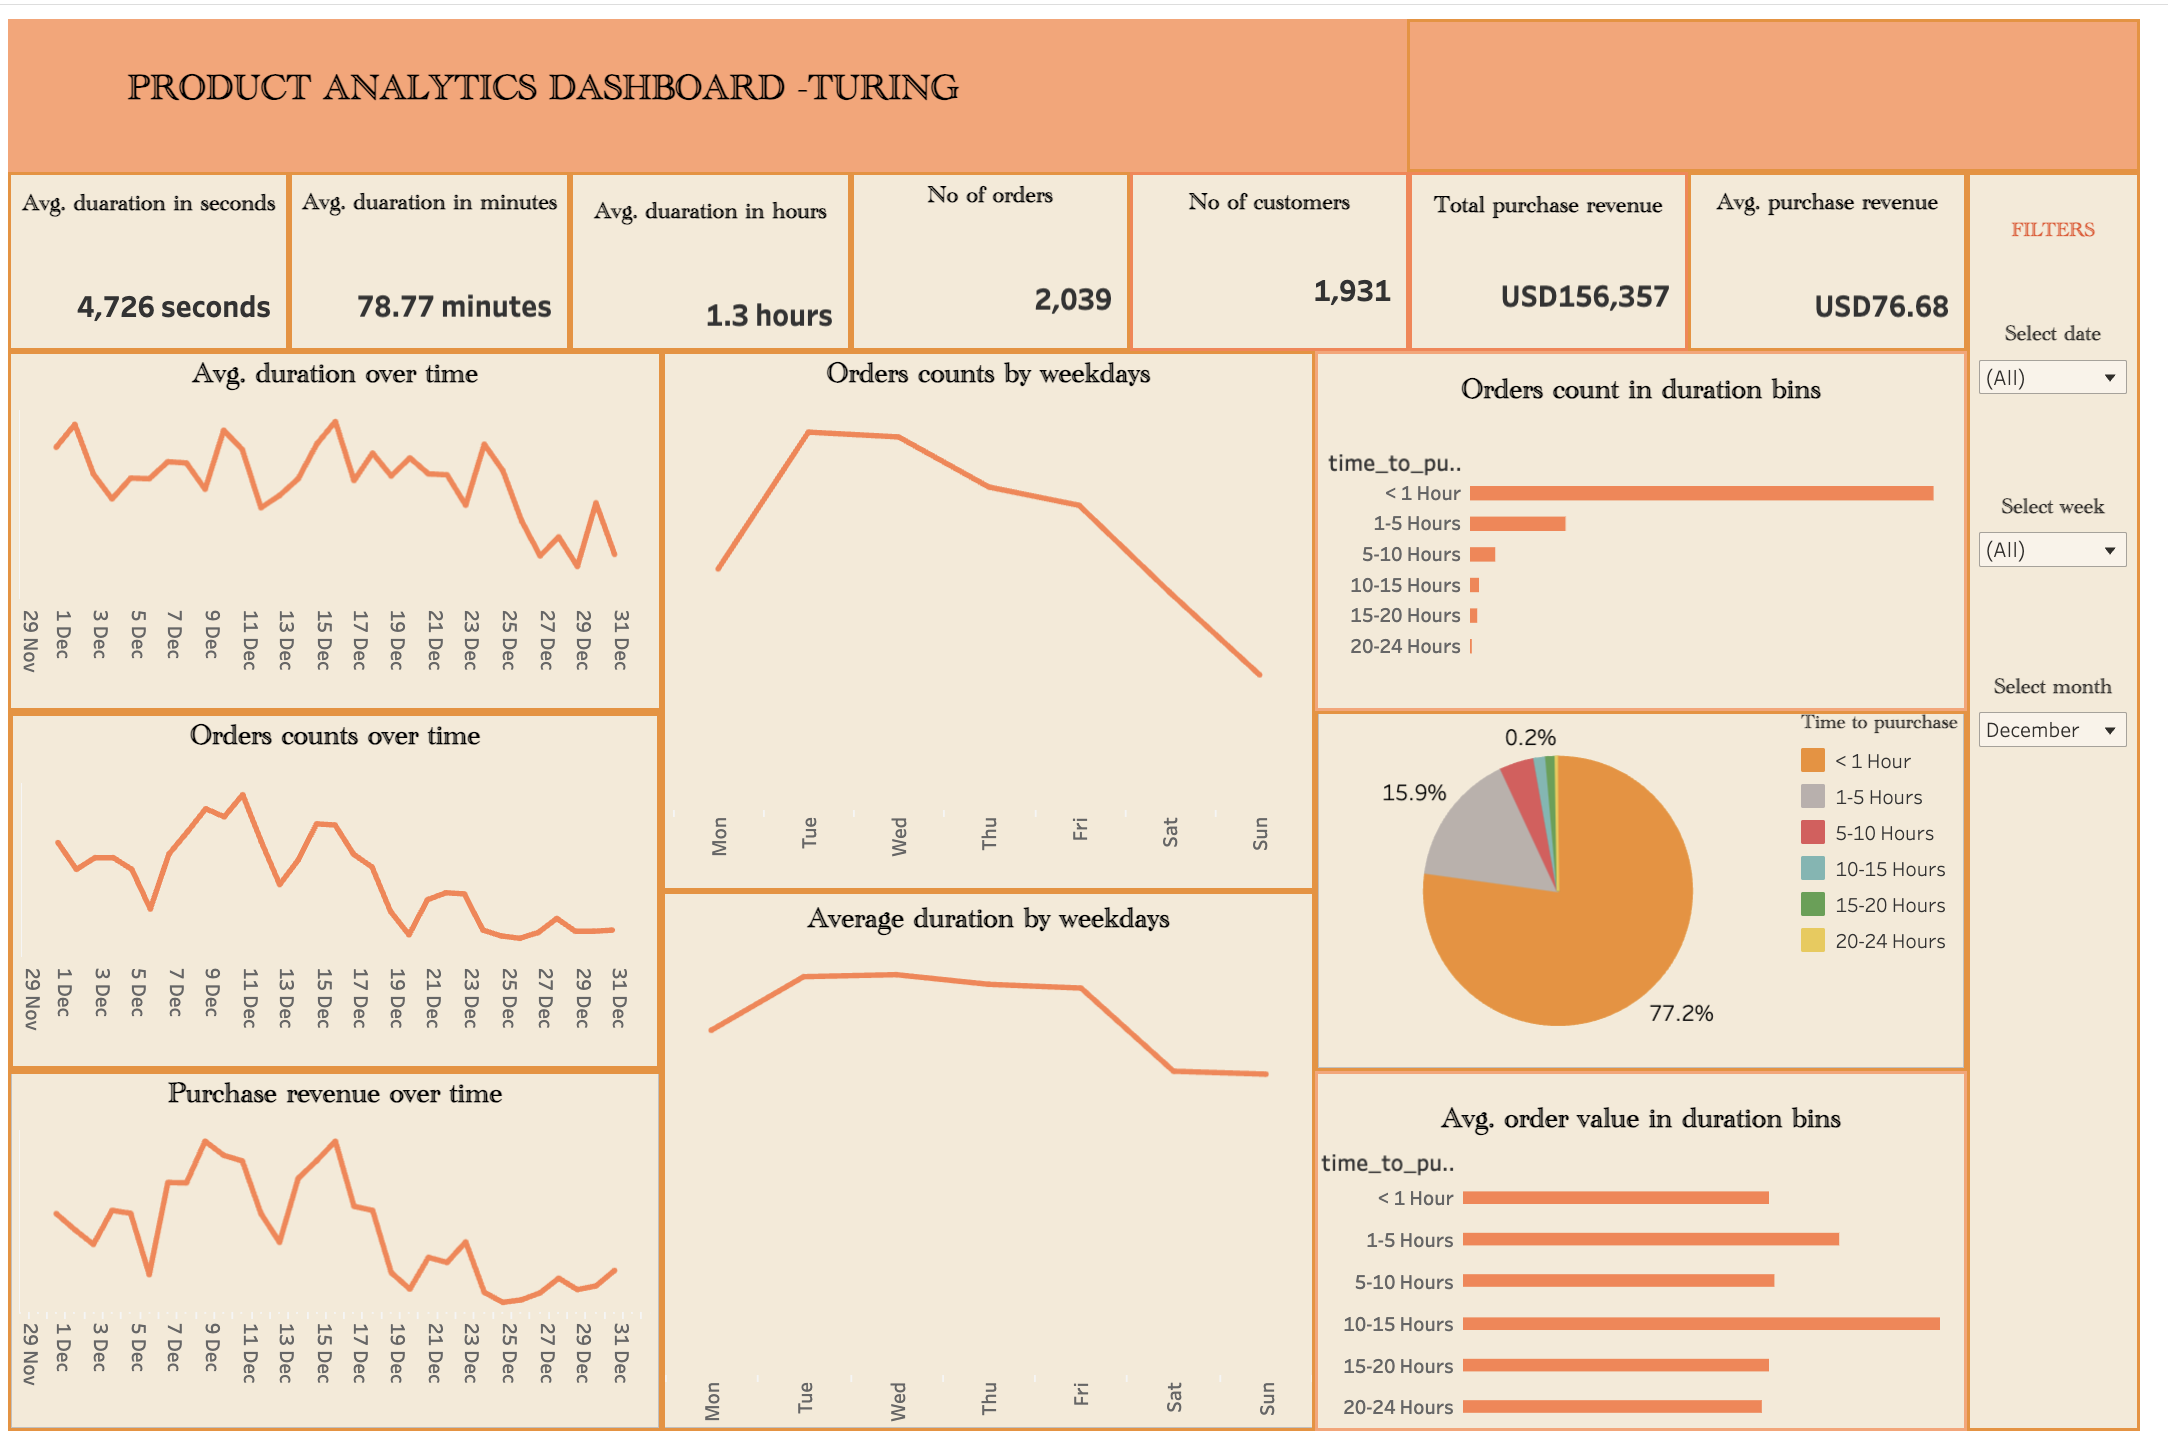 PRODUCT ANALYTICS DASHBOARD -TURING
Avg. duaration in seconds
4,726 seconds
Avg. duaration in minutes
78.77 minutes
Avg. duaration in hours
1.3 hours
No of orders
2,039
No of customers
1,931
Total purchase revenue
USD156,357
Avg. purchase revenue
USD76.68
FILTERS
Select date
(All)
Select week
(All)
Select month
December
Avg. duration over time
29 Nov
1 Dec
3 Dec
5 Dec
7 Dec
9 Dec
11 Dec
13 Dec
15 Dec
17 Dec
19 Dec
21 Dec
23 Dec
25 Dec
27 Dec
29 Dec
31 Dec
Orders counts over time
29 Nov
1 Dec
3 Dec
5 Dec
7 Dec
9 Dec
11 Dec
13 Dec
15 Dec
17 Dec
19 Dec
21 Dec
23 Dec
25 Dec
27 Dec
29 Dec
31 Dec
Purchase revenue over time
29 Nov
1 Dec
3 Dec
5 Dec
7 Dec
9 Dec
11 Dec
13 Dec
15 Dec
17 Dec
19 Dec
21 Dec
23 Dec
25 Dec
27 Dec
29 Dec
31 Dec
Orders counts by weekdays
Mon
Tue
Wed
Thu
Fri
Sat
Sun
Average duration by weekdays
Mon
Tue
Wed
Thu
Fri
Sat
Sun
Orders count in duration bins
time_to_pu..
< 1 Hour
1-5 Hours
5-10 Hours
10-15 Hours
15-20 Hours
20-24 Hours
0.2%
15.9%
77.2%
Time to puurchase
< 1 Hour
1-5 Hours
5-10 Hours
10-15 Hours
15-20 Hours
20-24 Hours
Avg. order value in duration bins
time_to_pu..
< 1 Hour
1-5 Hours
5-10 Hours
10-15 Hours
15-20 Hours
20-24 Hours